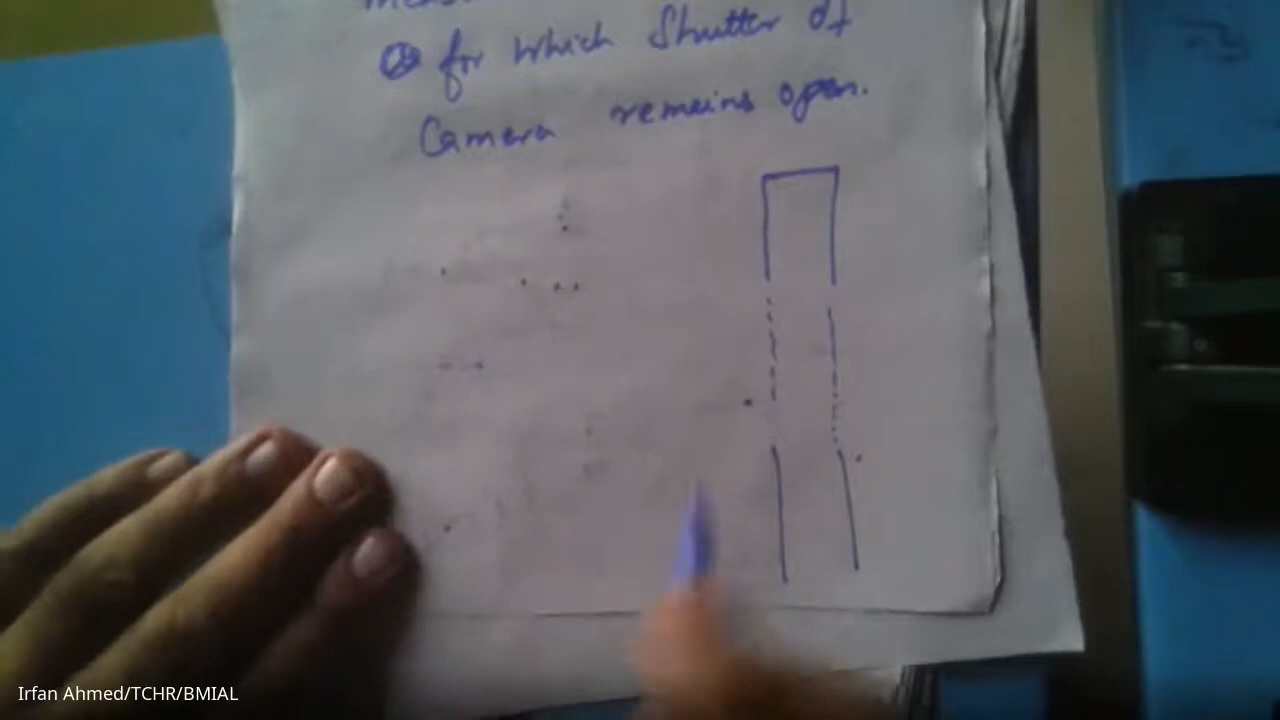 for which Shutter of
Camera remains open.
Irfan Ahmed/TCHR/BMIAL